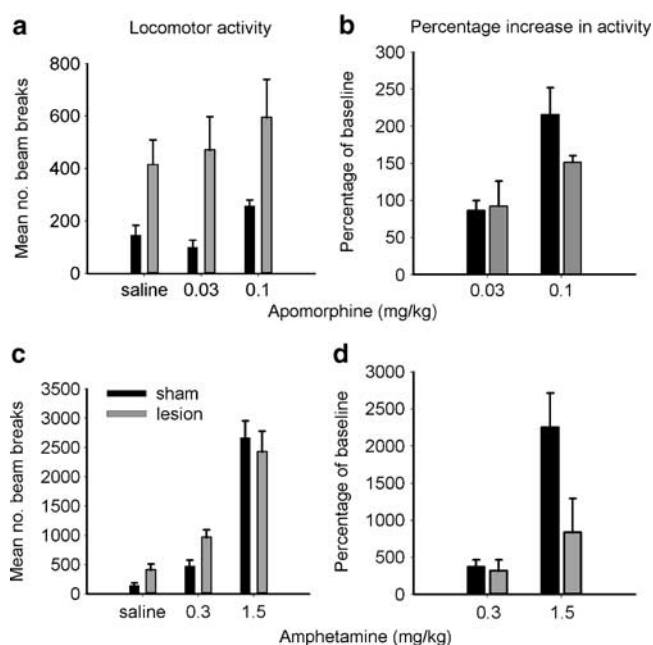 a
Locomotor activity
Mean no. beam breaks
800
600
400
200
0
saline 0.03 0.1
b
Percentage increase in activity
Percentage of baseline
250
200
150
100
50
0
0.03 0.1
Apomorphine (mg/kg)
c
Mean no. beam breaks
3500
3000
2500
2000
1500
1000
500
0
sham
lesion
saline 0.3 1.5
d
Percentage of baseline
3000
2500
2000
1500
1000
500
0
0.3 1.5
Amphetamine (mg/kg)